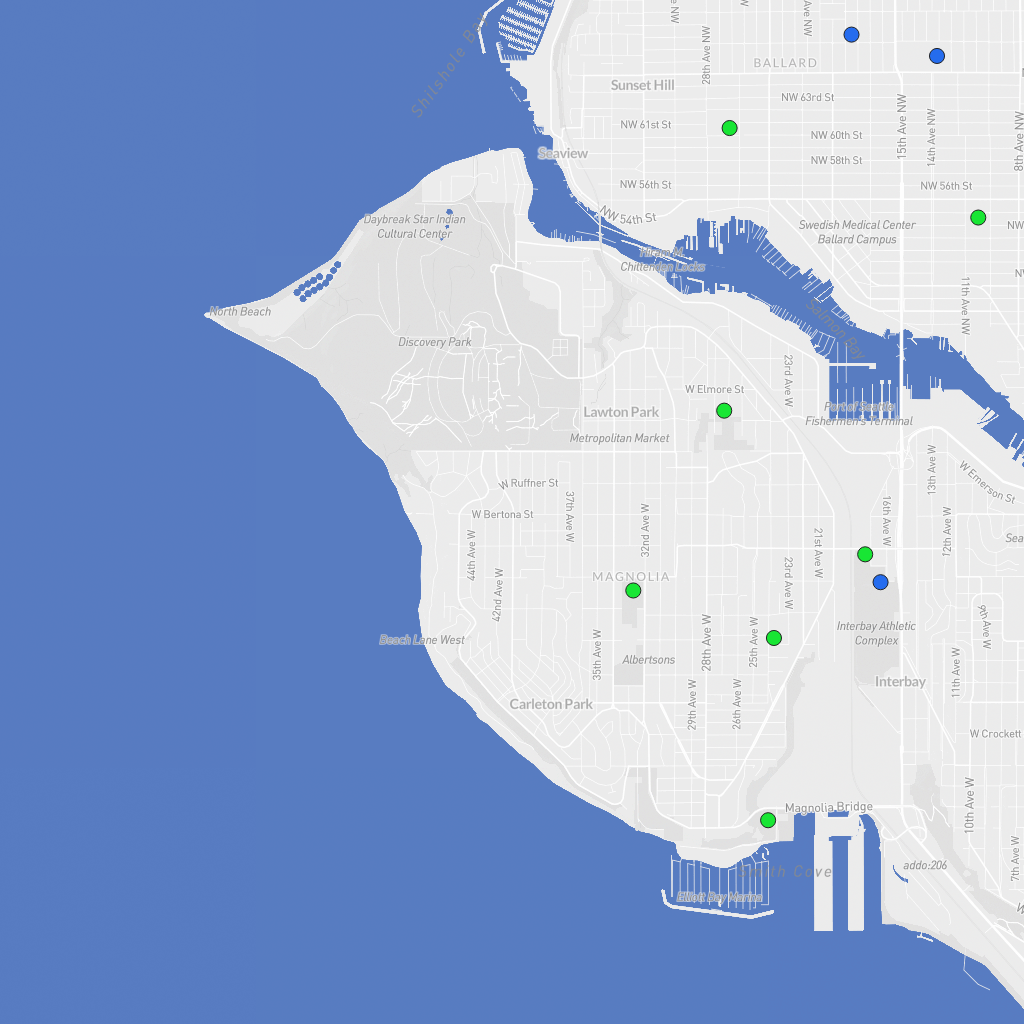 Shilshole Bay
28th Ave NW
BALLARD
Sunset Hill
NW 63rd St
NW 61st St
NW 60th St
15th Ave NW
14th Ave NW
8th Ave NW
Seaview
NW 58th St
NW 56th St
NW 56th St
NW 54th St
Daybreak Star Indian
Cultural Center
Swedish Medical Center
Ballard Campus
Hiram M.
Chittenden Locks
North Beach
Salmon Bay
11th Ave NW
Discovery Park
23rd Ave W
W Elmore St
Lawton Park
Port of Seattle
Fishermen's Terminal
Metropolitan Market
13th Ave W
W Emerson St
W Ruffner St
37th Ave W
W Bertona St
32nd Ave W
16th Ave W
12th Ave W
44th Ave W
21st Ave W
42nd Ave W
MAGNOLIA
23rd Ave W
9th Ave W
Beach Lane West
Interbay Athletic
Complex
35th Ave W
28th Ave W
25th Ave W
Albertsons
11th Ave W
Interbay
Carleton Park
29th Ave W
26th Ave W
W Crockett
Magnolia Bridge
10th Ave W
7th Ave W
addo:206
Smith Cove
Elliott Bay Marina